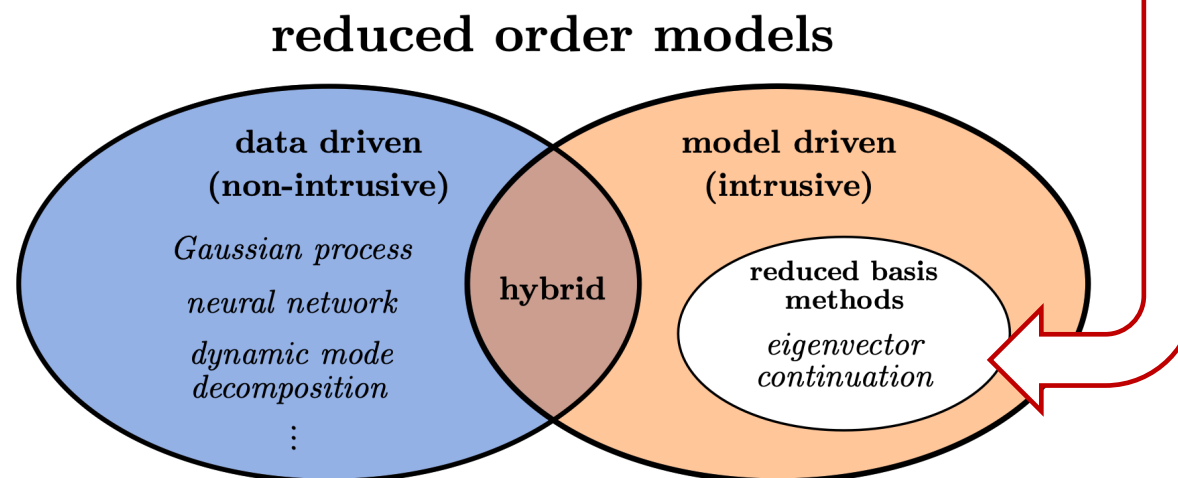 reduced order models
data driven
(non-intrusive)
Gaussian process
neural network
dynamic mode
decomposition
⋮
hybrid
model driven
(intrusive)
reduced basis
methods
eigenvector
continuation